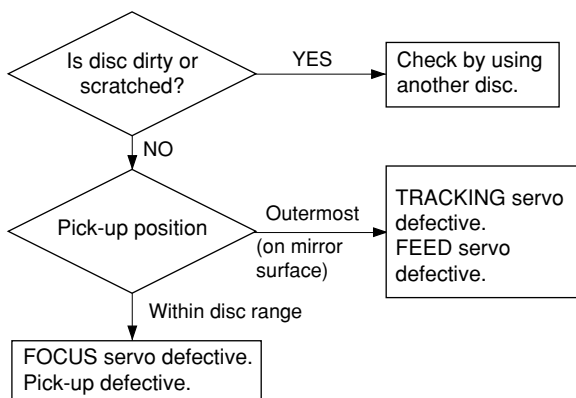 Is disc dirty or
scratched?
YES
Check by using
another disc.
NO
Pick-up position
Outermost
(on mirror
surface)
TRACKING servo
defective.
FEED servo
defective.
Within disc range
FOCUS servo defective.
Pick-up defective.